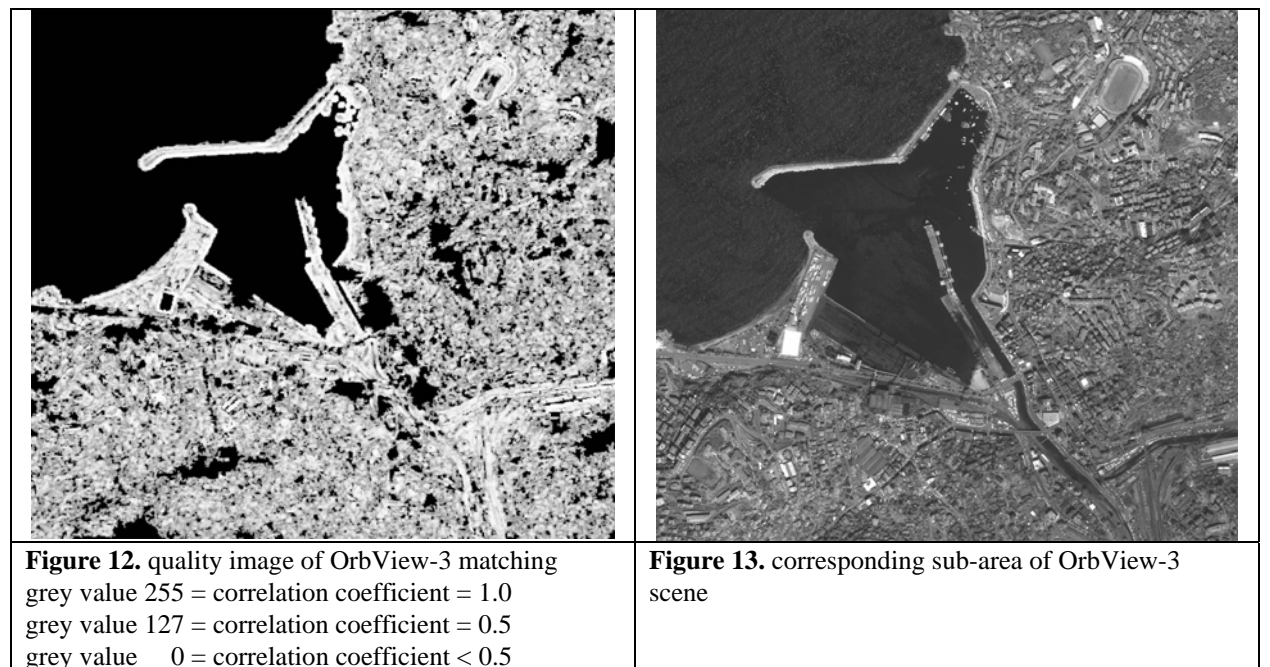 Figure 12. quality image of OrbView-3 matching
grey value 255 = correlation coefficient = 1.0
grey value 127 = correlation coefficient = 0.5
grey value 0 = correlation coefficient < 0.5
Figure 13. corresponding sub-area of OrbView-3
scene